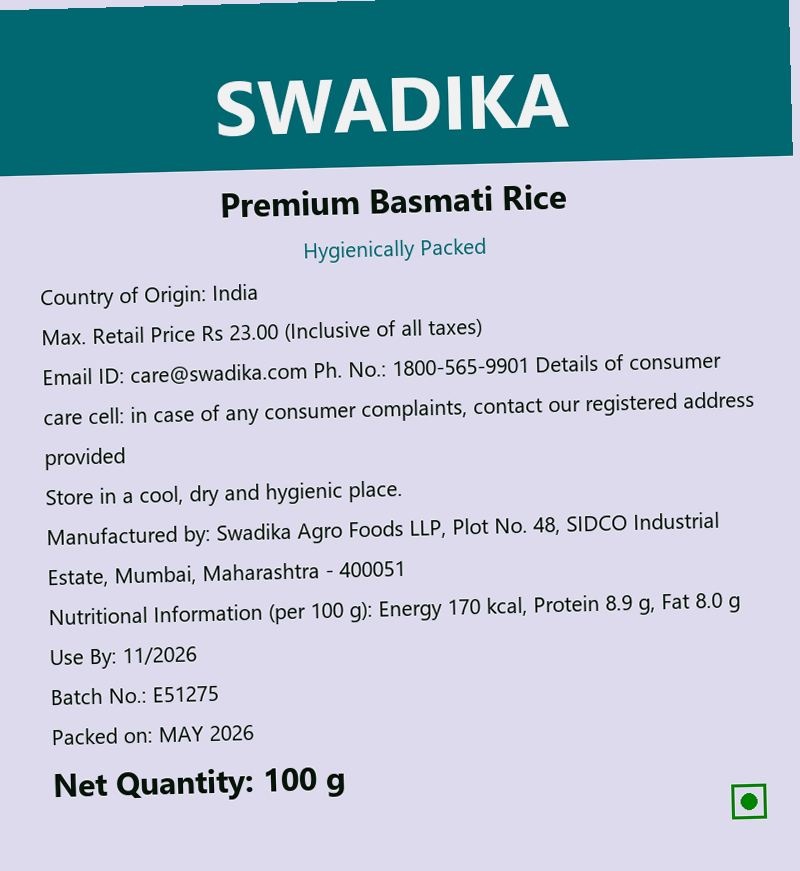 SWADIKA
Premium Basmati Rice
Hygienically Packed
Country of Origin: India
Max. Retail Price Rs 23.00 (Inclusive of all taxes)
Email ID: care@swadika.com Ph. No.: 1800-565-9901 Details of consumer
care cell: in case of any consumer complaints, contact our registered address
provided
Store in a cool, dry and hygienic place.
Manufactured by: Swadika Agro Foods LLP, Plot No. 48, SIDCO Industrial
Estate, Mumbai, Maharashtra - 400051
Nutritional Information (per 100 g): Energy 170 kcal, Protein 8.9 g, Fat 8.0 g
Use By: 11/2026
Batch No.: E51275
Packed on: MAY 2026
Net Quantity: 100 g